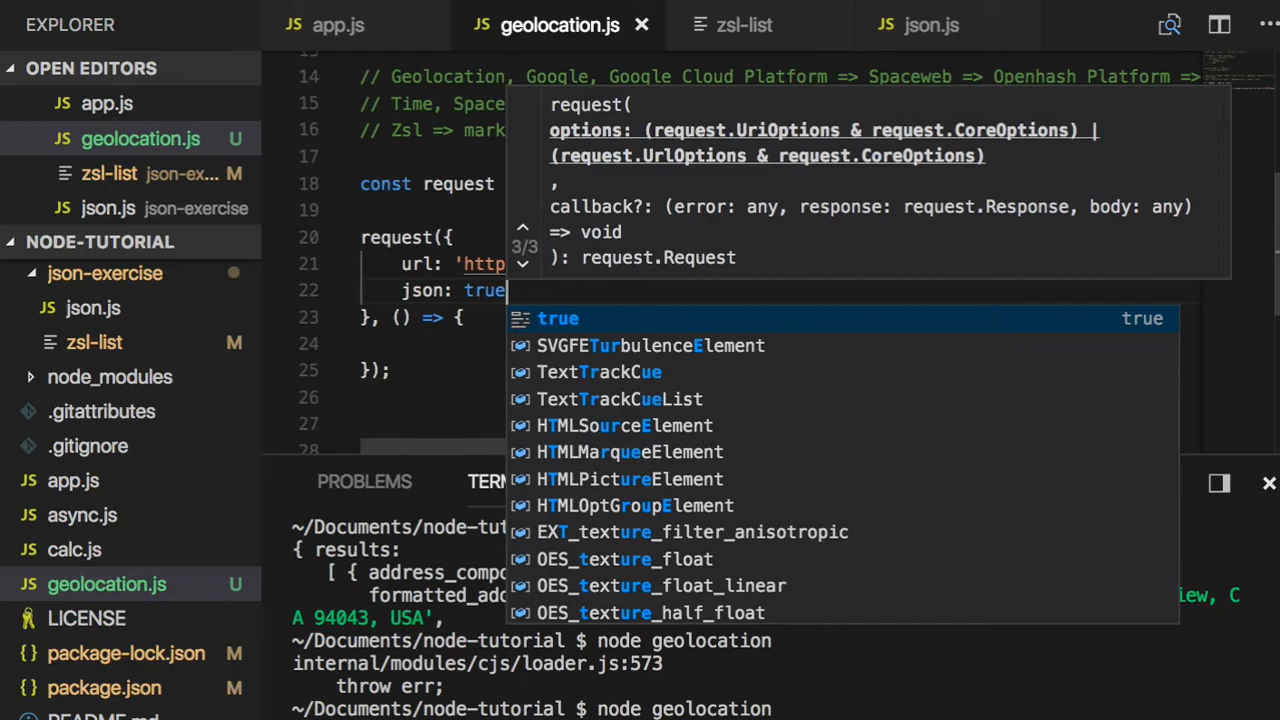 EXPLORER
OPEN EDITORS
JS app.js
JS geolocation.js U
zsl-list json-ex... M
JS json.js json-exercise
NODE-TUTORIAL
json-exercise
JS json.js
zsl-list M
node_modules
.gitattributes
.gitignore
JS app.js
JS async.js
JS calc.js
JS geolocation.js U
LICENSE
{} package-lock.json M
{} package.json M
JS app.js
JS geolocation.js
zsl-list
JS json.js
14 // Geolocation, Google, Google Cloud Platform => Spaceweb => Openhash Platform =>
15 // Time, Space
16 // Zsl => mark
17
18 const request
19
20 request({
21 url: 'http
22 json: true
23 }, () => {
24
25 });
26
27
28
request(
options: (request.UriOptions & request.CoreOptions) |
(request.UrlOptions & request.CoreOptions)
,
callback?: (error: any, response: request.Response, body: any)
=> void
3/3
): request.Request
true true
SVGFETurbulenceElement
TextTrackCue
TextTrackCueList
HTMLSourceElement
HTMLMarqueeElement
HTMLPictureElement
HTMLOptGroupElement
EXT_texture_filter_anisotropic
OES_texture_float
OES_texture_float_linear
OES_texture_half_float
PROBLEMS TERM
~/Documents/node-tut
{ results:
[ { address_compo
formatted_add iew, C
A 94043, USA',
~/Documents/node-tutorial $ node geolocation
internal/modules/cjs/loader.js:573
throw err;
~/Documents/node-tutorial $ node geolocation